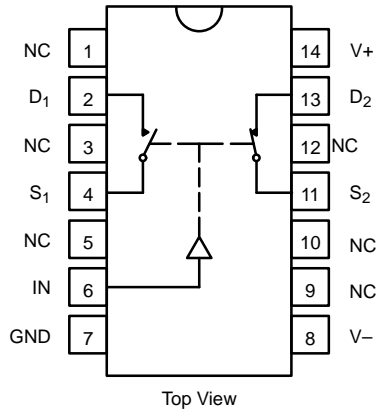 NC 1 14 V+
D1 2 13 D2
NC 3 12 NC
S1 4 11 S2
NC 5 10 NC
IN 6 9 NC
GND 7 8 V–
Top View